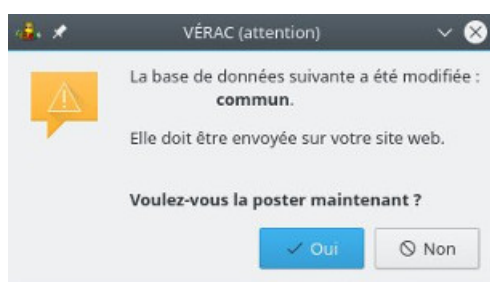 VÉRAC (attention)
La base de données suivante a été modifiée :
commun.
Elle doit être envoyée sur votre site web.
Voulez-vous la poster maintenant ?
Oui
Non